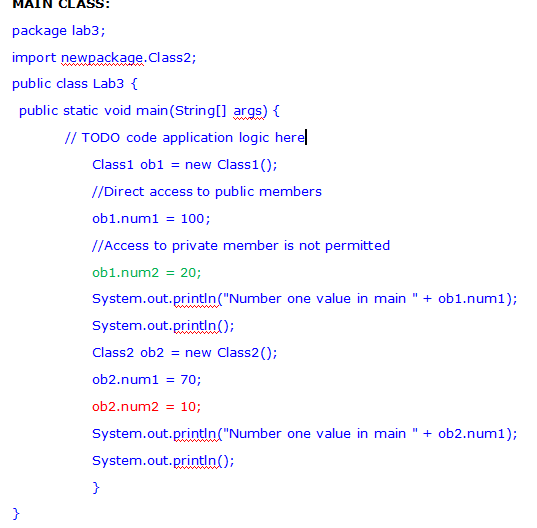 MAIN CLASS:
package lab3;
import newpackage.Class2;
public class Lab3 {
public static void main(String[] args) {
// TODO code application logic here
Class1 ob1 = new Class1();
//Direct access to public members
ob1.num1 = 100;
//Access to private member is not permitted
ob1.num2 = 20;
System.out.println("Number one value in main " + ob1.num1);
System.out.println();
Class2 ob2 = new Class2();
ob2.num1 = 70;
ob2.num2 = 10;
System.out.println("Number one value in main " + ob2.num1);
System.out.println();
}
}